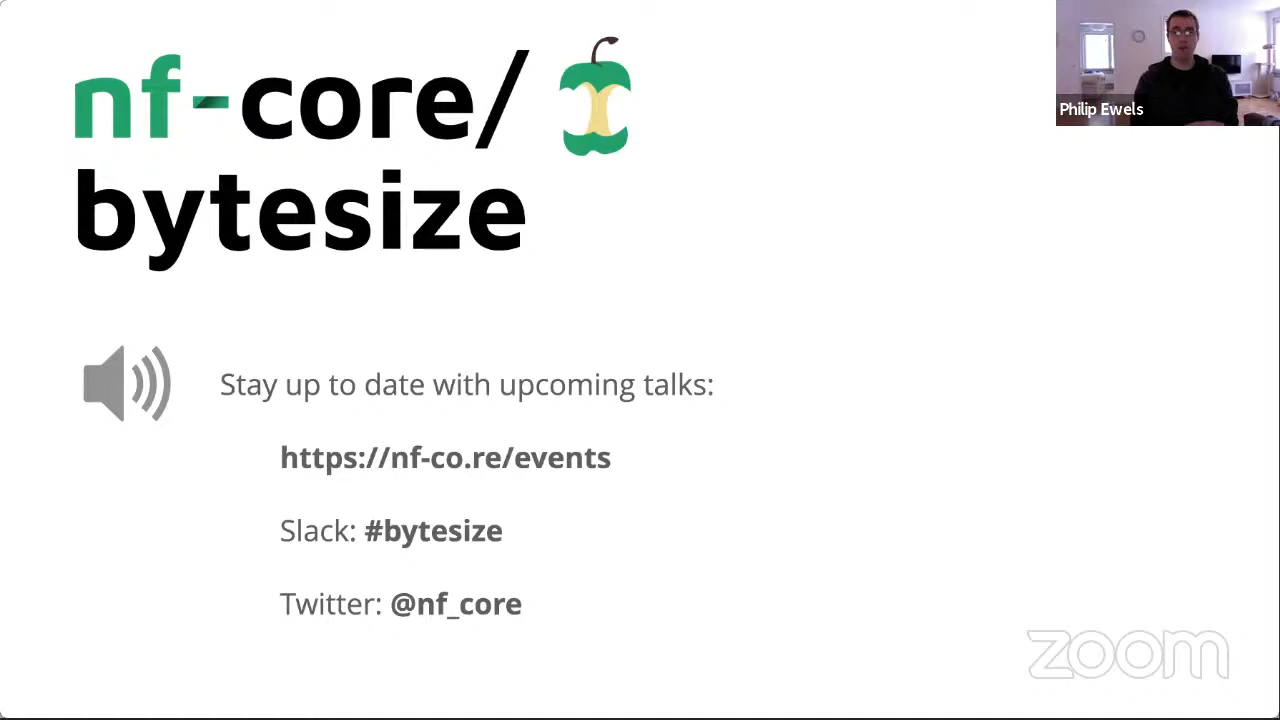 nf-core/
bytesize
Philip Ewels
Stay up to date with upcoming talks:
https://nf-co.re/events
Slack: #bytesize
Twitter: @nf_core
zoom